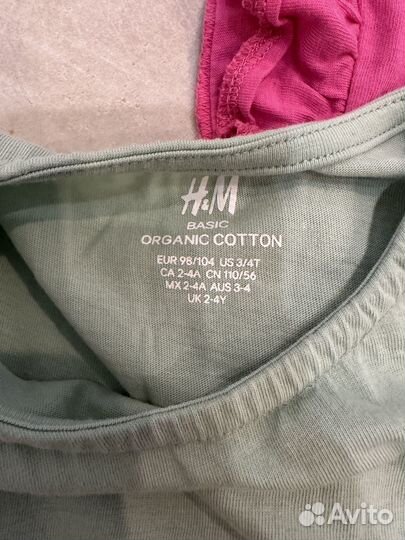 H&M
BASIC
ORGANIC COTTON
EUR 98/104 US 3/4T
CA 2-4A CN 110/56
MX 2-4A AUS 3-4
UK 2-4Y
Avito